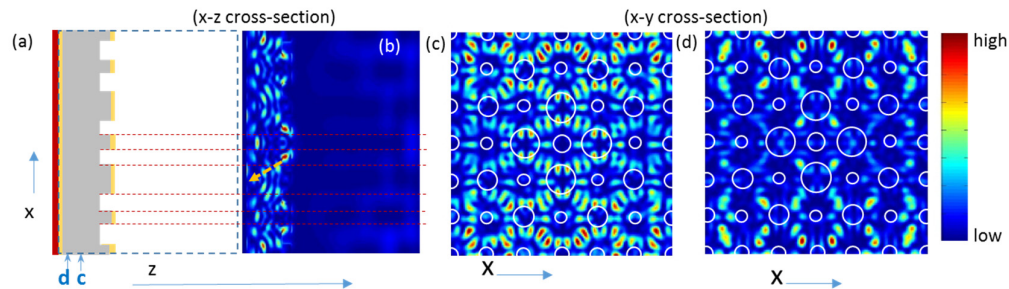 (x-z cross-section)
(x-y cross-section)
(a)
(b)
(c)
(d)
high
low
x
d c
z
X
X